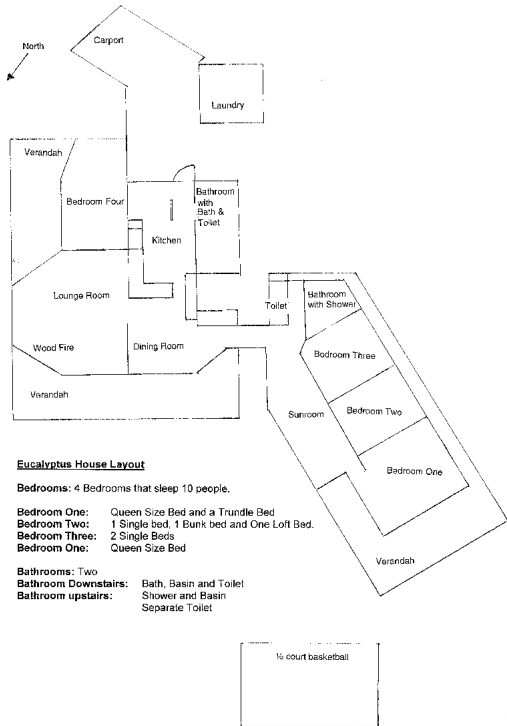 Carport
North
Laundry
Verandah
Bedroom Four
Bathroom
with
Bath &
Toilet
Kitchen
Lounge Room
Toilet
Bathroom
with Shower
Wood Fire
Dining Room
Bedroom Three
Verandah
Sunroom
Bedroom Two
Bedroom One
Verandah
Eucalyptus House Layout
Bedrooms: 4 Bedrooms that sleep 10 people.
Bedroom One: Queen Size Bed and a Trundle Bed
Bedroom Two: 1 Single bed, 1 Bunk bed and One Loft Bed.
Bedroom Three: 2 Single Beds
Bedroom One: Queen Size Bed
Bathrooms: Two
Bathroom Downstairs: Bath, Basin and Toilet
Bathroom upstairs: Shower and Basin
Separate Toilet
½ court basketball